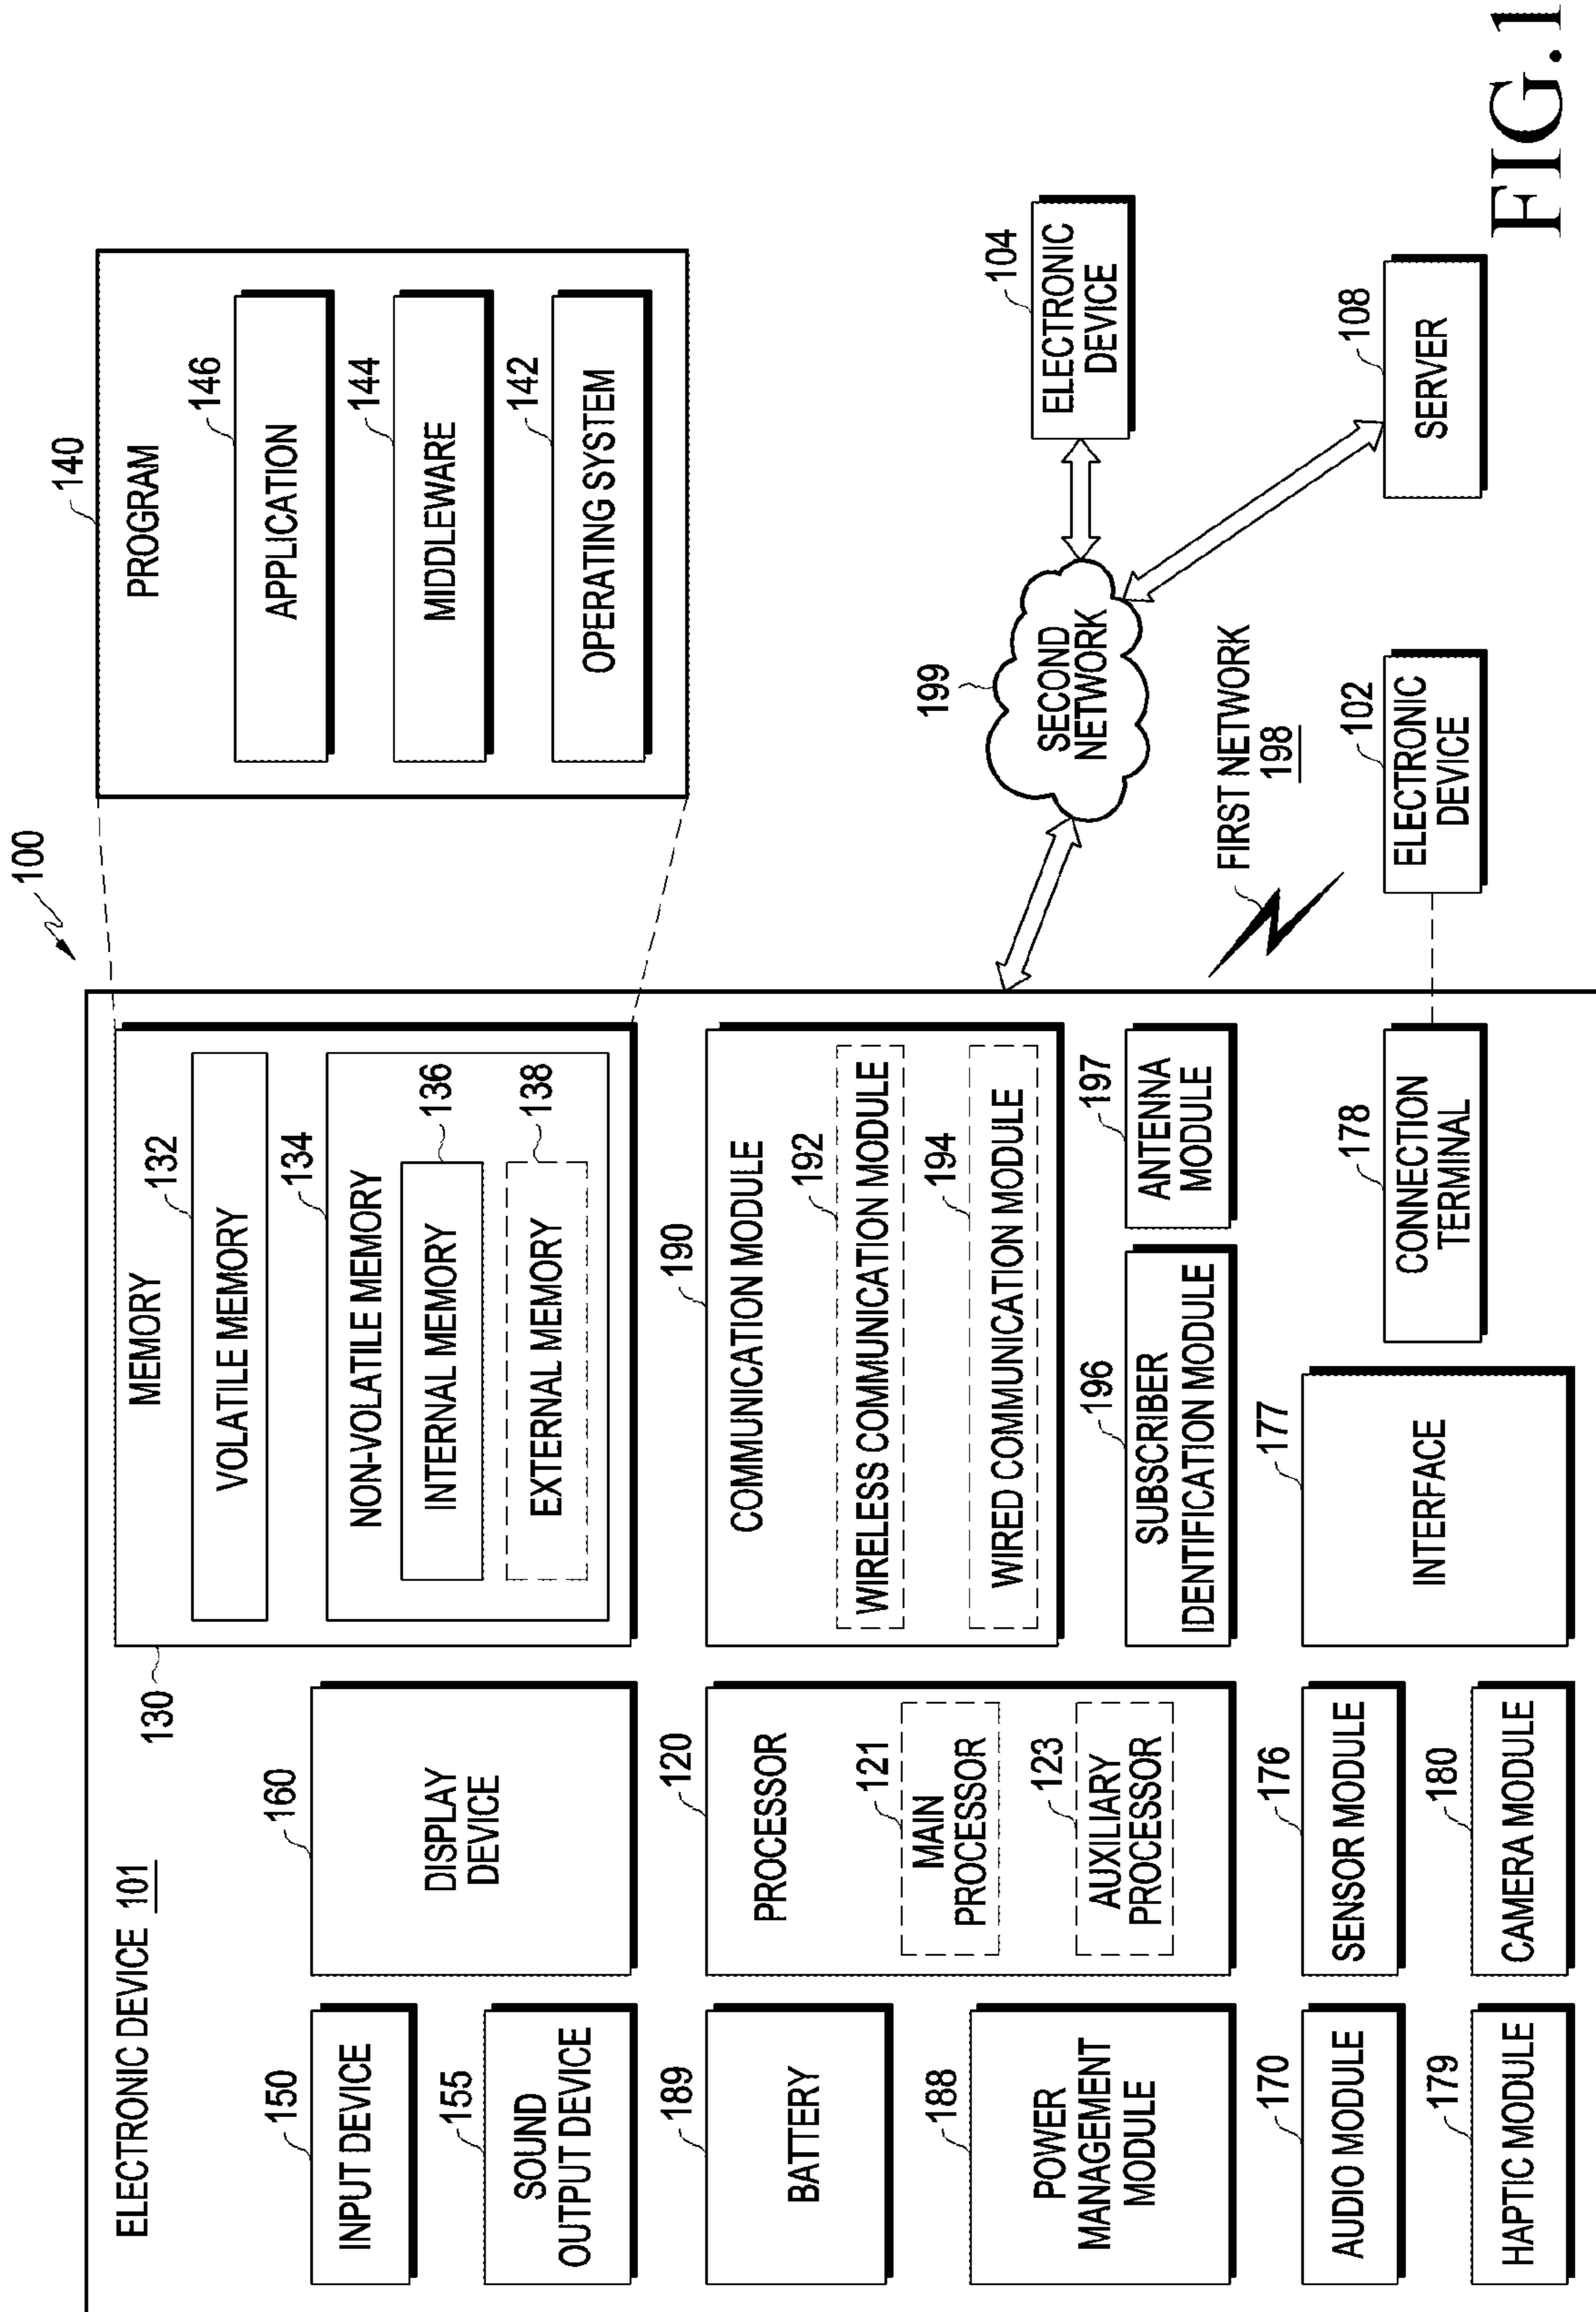 100
ELECTRONIC DEVICE 101
150
INPUT DEVICE
155
SOUND
OUTPUT DEVICE
160
DISPLAY
DEVICE
130
MEMORY
132
VOLATILE MEMORY
134
NON-VOLATILE MEMORY
INTERNAL MEMORY
136
EXTERNAL MEMORY
138
140
PROGRAM
146
APPLICATION
144
MIDDLEWARE
142
OPERATING SYSTEM
189
BATTERY
188
POWER
MANAGEMENT
MODULE
120
PROCESSOR
121
MAIN
PROCESSOR
123
AUXILIARY
PROCESSOR
190
COMMUNICATION MODULE
192
WIRELESS COMMUNICATION MODULE
194
WIRED COMMUNICATION MODULE
196
SUBSCRIBER
IDENTIFICATION MODULE
197
ANTENNA
MODULE
199
SECOND
NETWORK
104
ELECTRONIC
DEVICE
FIRST NETWORK
198
170
AUDIO MODULE
176
SENSOR MODULE
177
INTERFACE
178
CONNECTION
TERMINAL
102
ELECTRONIC
DEVICE
108
SERVER
179
HAPTIC MODULE
180
CAMERA MODULE
FIG.1